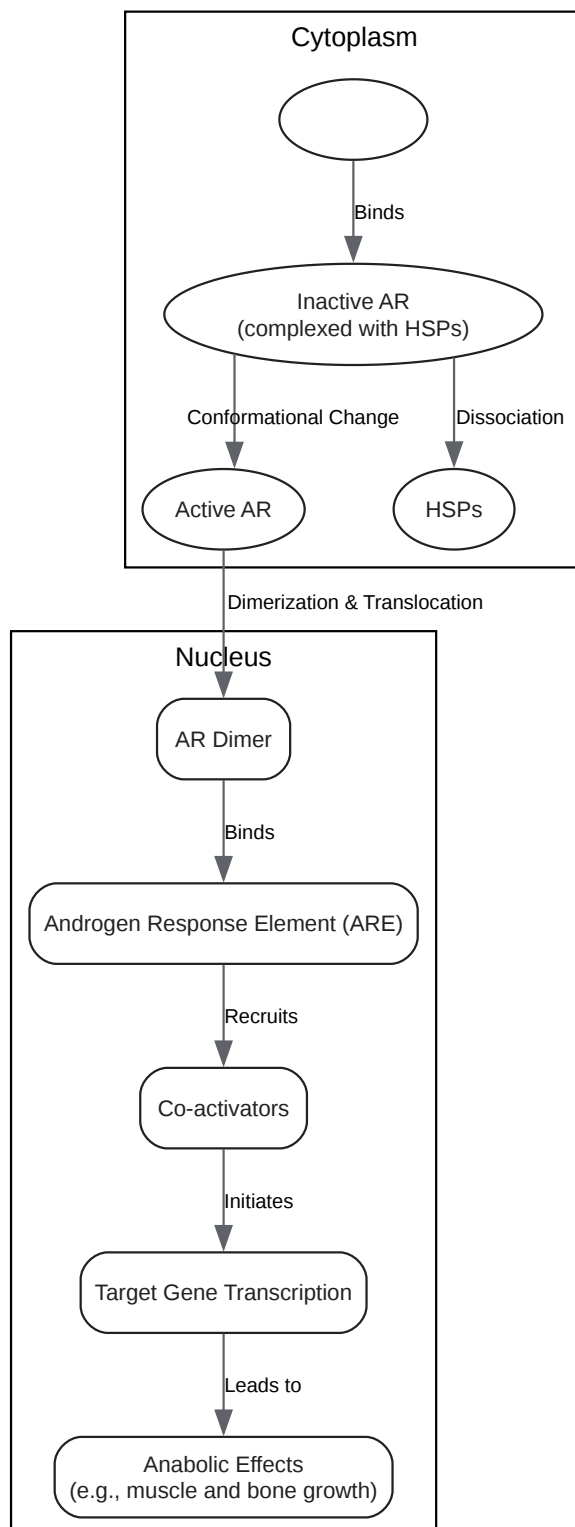 Cytoplasm
Binds
Inactive AR
(complexed with HSPs)
Conformational Change
Dissociation
Active AR
HSPs
Dimerization & Translocation
Nucleus
AR Dimer
Binds
Androgen Response Element (ARE)
Recruits
Co-activators
Initiates
Target Gene Transcription
Leads to
Anabolic Effects
(e.g., muscle and bone growth)